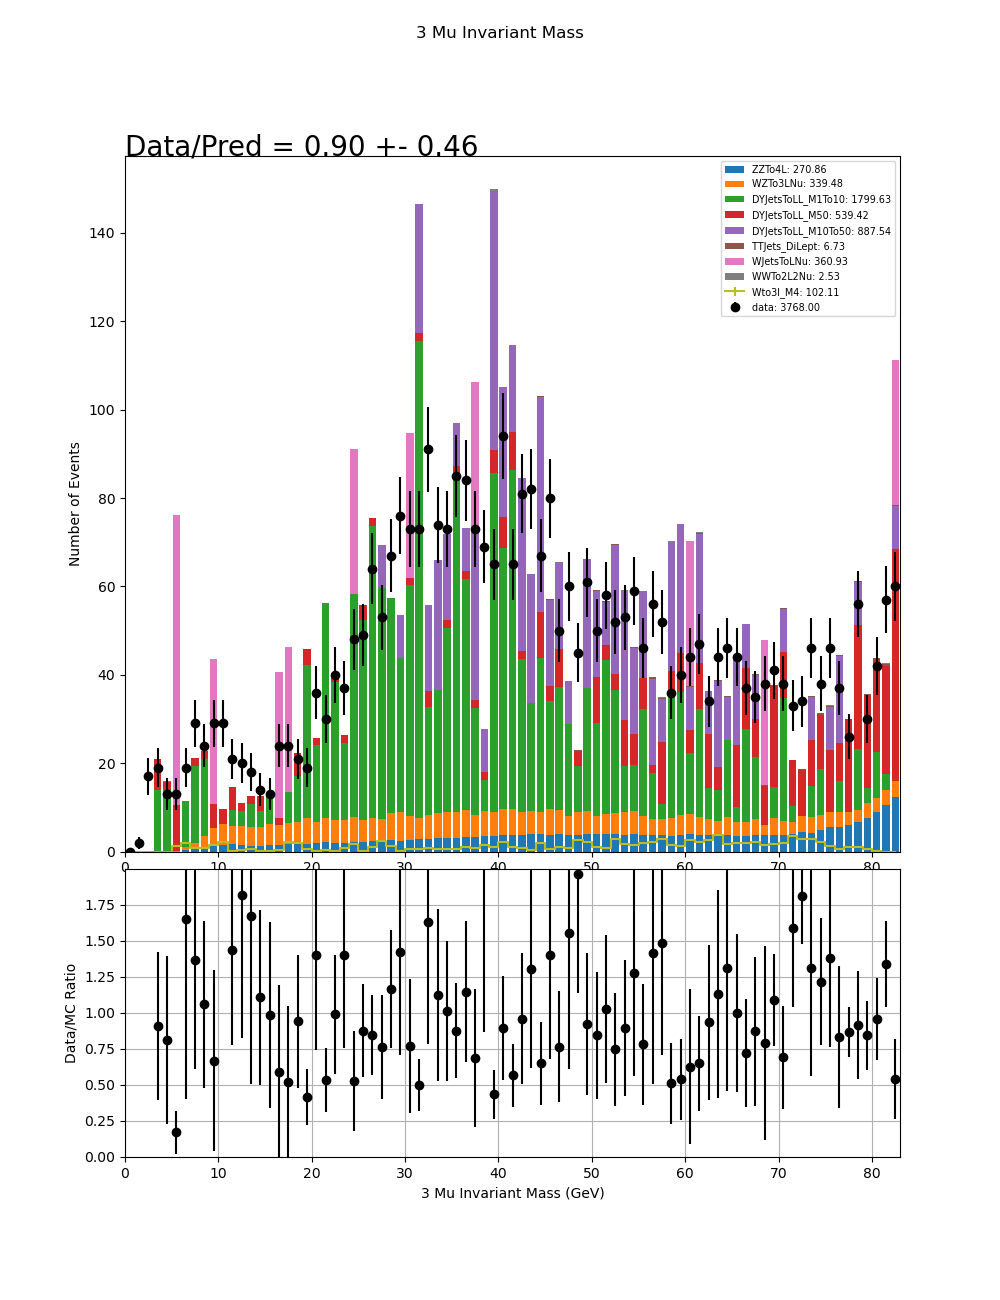 3 Mu Invariant Mass
Data/Pred = 0.90 +- 0.46
ZZTo4L: 270.86
WZTo3LNu: 339.48
DYJetsToLL_M1To10: 1799.63
DYJetsToLL_M50: 539.42
DYJetsToLL_M10To50: 887.54
TTJets_DiLept: 6.73
WJetsToLNu: 360.93
WWTo2L2Nu: 2.53
Wto3l_M4: 102.11
data: 3768.00
Number of Events
140
120
100
80
60
40
20
0
0 10 20 30 40 50 60 70 80
Data/MC Ratio
1.75
1.50
1.25
1.00
0.75
0.50
0.25
0.00
0 10 20 30 40 50 60 70 80
3 Mu Invariant Mass (GeV)